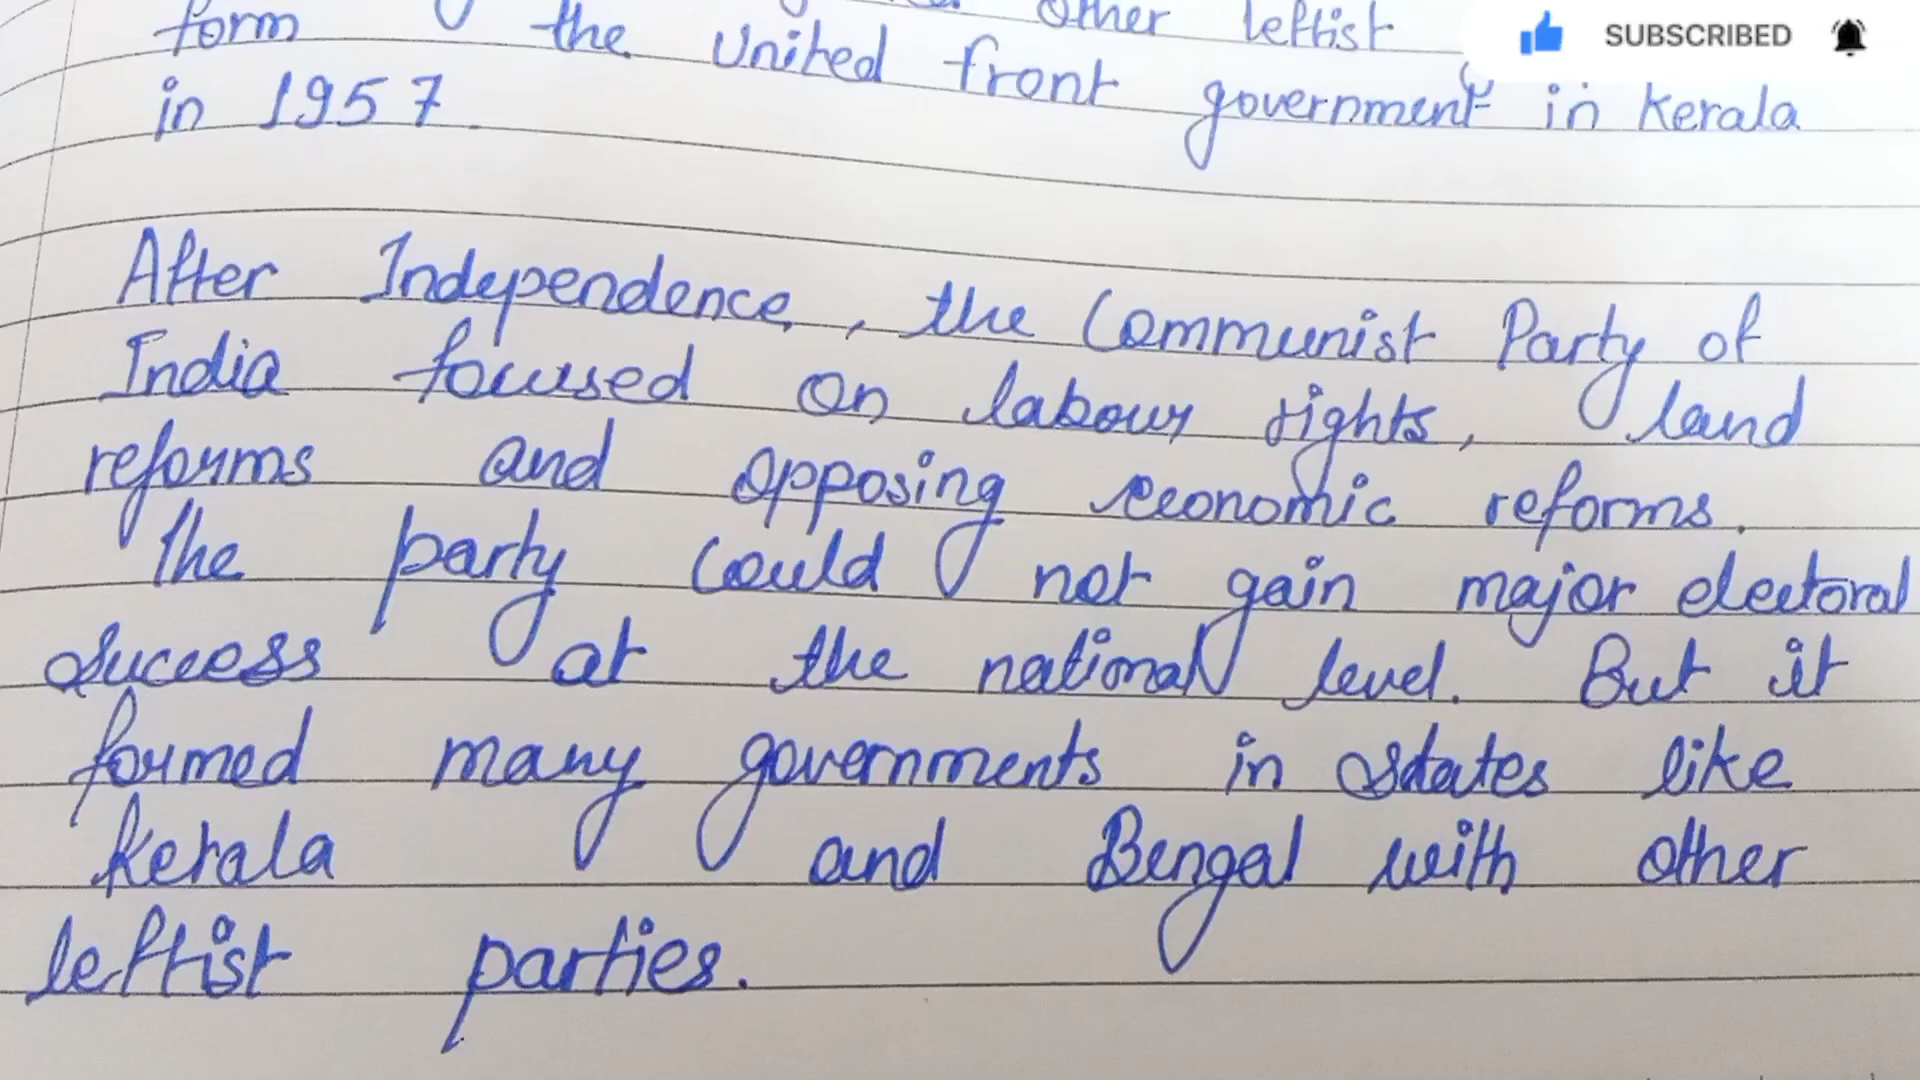 other leftist
SUBSCRIBED
form the United front government in Kerala
in 1957.
After Independence, the Communist Party of
India focused on labour rights, land
reforms and opposing economic reforms.
The party could not gain major electoral
success at the national level. But it
formed many governments in states like
Kerala and Bengal with other
leftist parties.